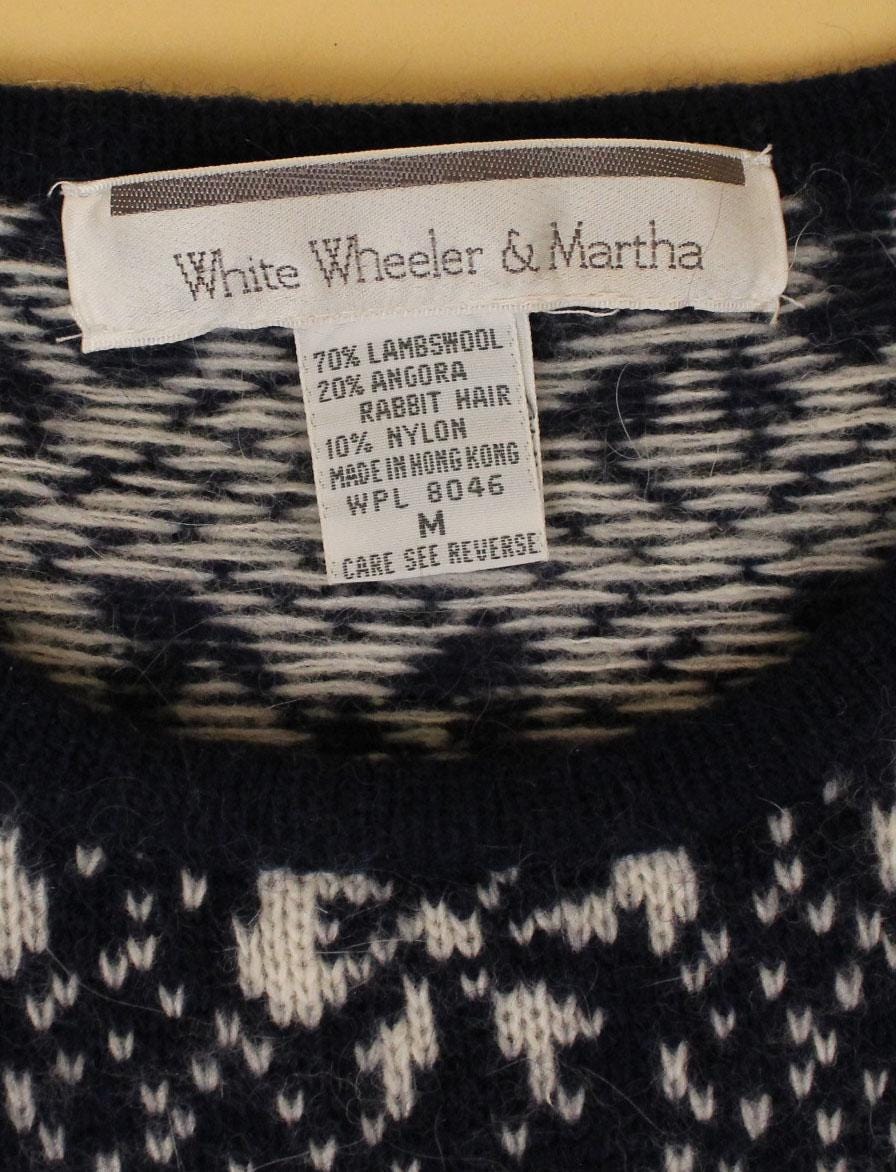 White Wheeler & Martha
70% LAMBSWOOL
20% ANGORA
RABBIT HAIR
10% NYLON
MADE IN HONG KONG
WPL 8046
M
CARE SEE REVERSE